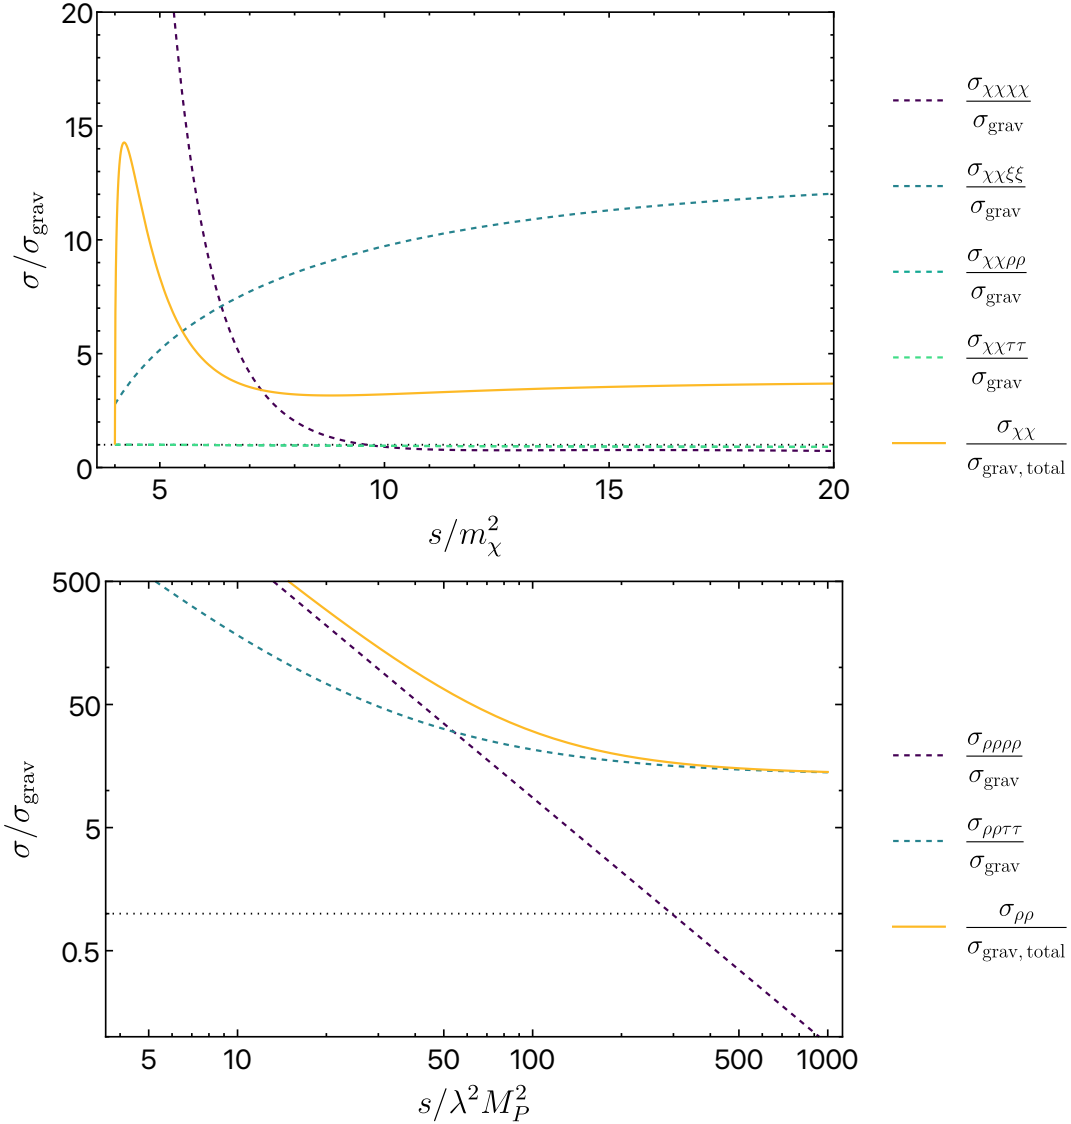 20
15
10
5
0
5
10
15
20
σ/σ_grav
s/m_χ^2
σ_χχχχ
σ_grav
σ_χχξξ
σ_grav
σ_χχρρ
σ_grav
σ_χχττ
σ_grav
σ_χχ
σ_grav, total
500
50
5
0.5
5
10
50
100
500
1000
σ/σ_grav
s/λ^2 M_P^2
σ_ρρρρ
σ_grav
σ_ρρττ
σ_grav
σ_ρρ
σ_grav, total